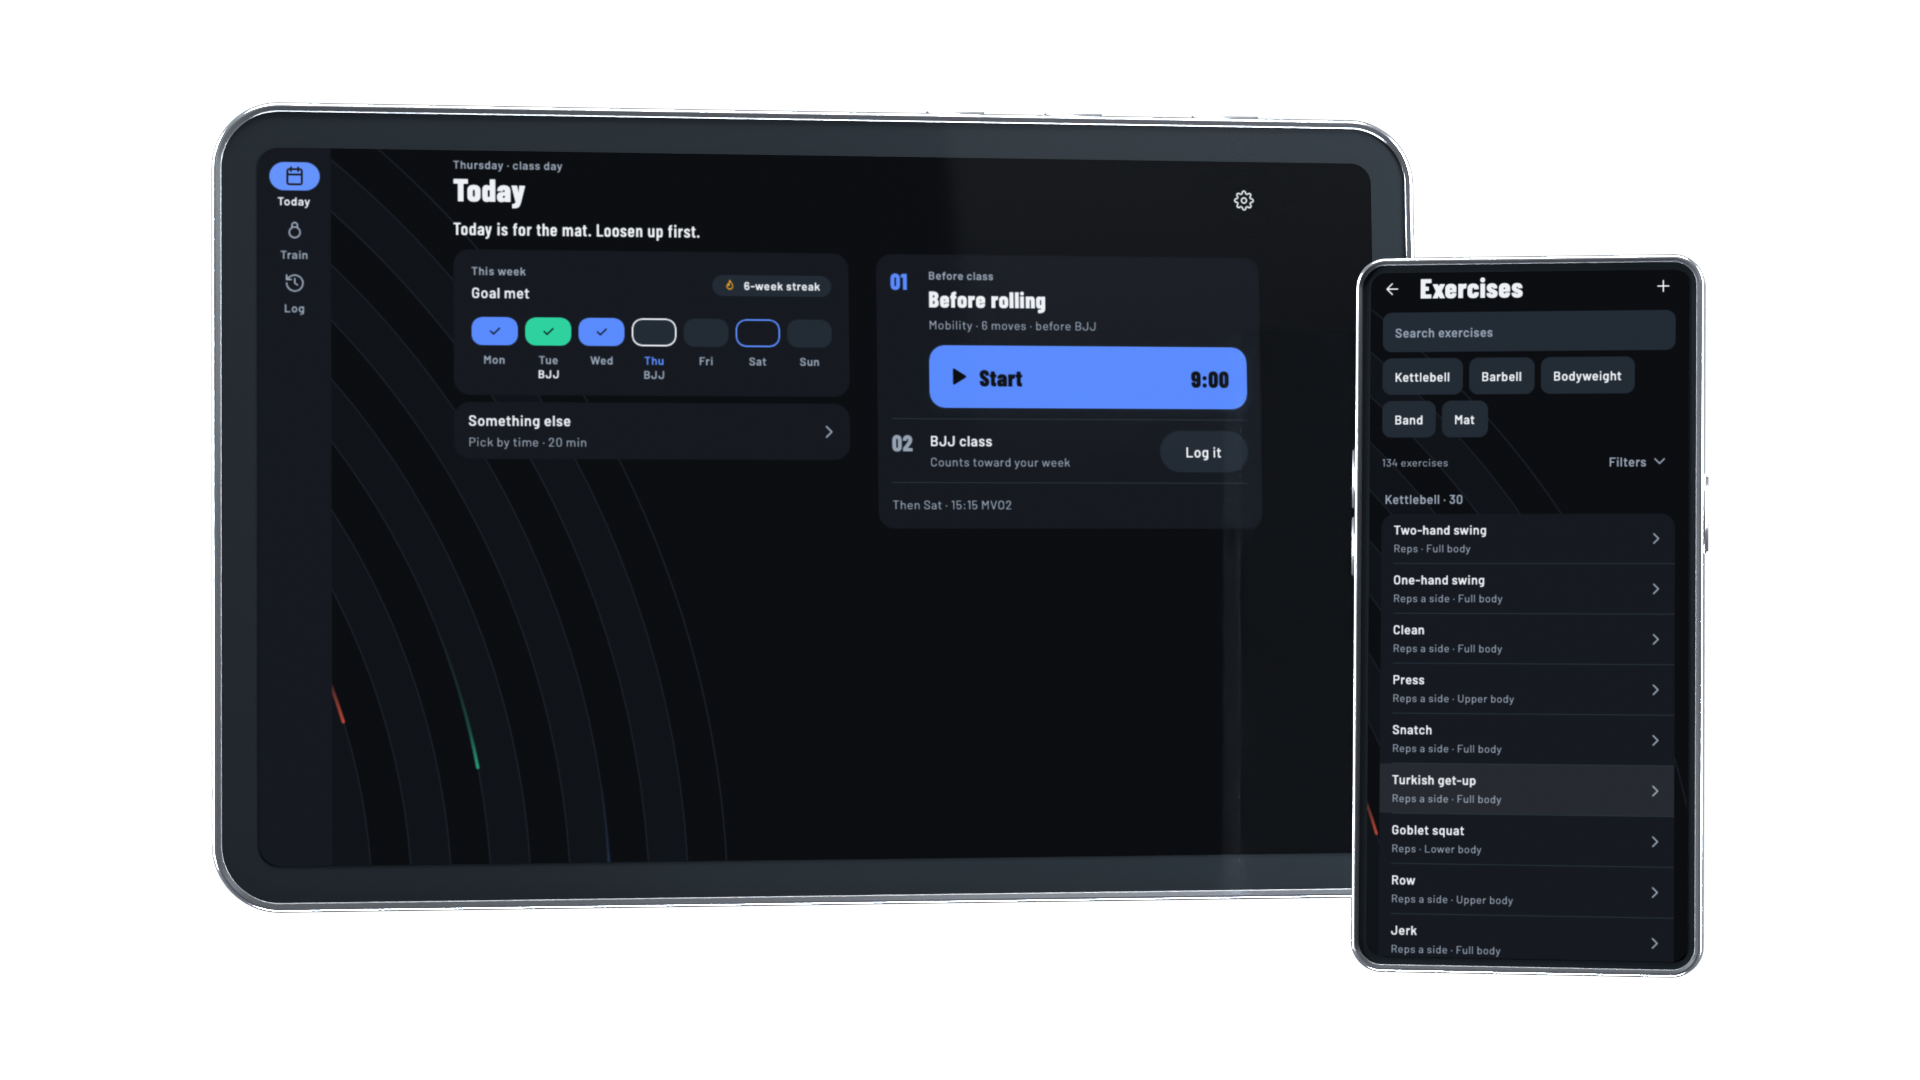 Today
Train
Log
Thursday · class day
Today
Today is for the mat. Loosen up first.
This week
Goal met
6-week streak
Mon
Tue
Wed
Thu
Fri
Sat
Sun
BJJ
BJJ
Something else
Pick by time · 20 min
01
Before class
Before rolling
Mobility · 6 moves · before BJJ
Start
9:00
02
BJJ class
Counts toward your week
Log it
Then Sat · 15:15 MVO2
Exercises
Search exercises
Kettlebell
Barbell
Bodyweight
Band
Mat
134 exercises
Filters
Kettlebell · 30
Two-hand swing
Reps · Full body
One-hand swing
Reps a side · Full body
Clean
Reps a side · Full body
Press
Reps a side · Upper body
Snatch
Reps a side · Full body
Turkish get-up
Reps a side · Full body
Goblet squat
Reps · Lower body
Row
Reps a side · Upper body
Jerk
Reps a side · Full body